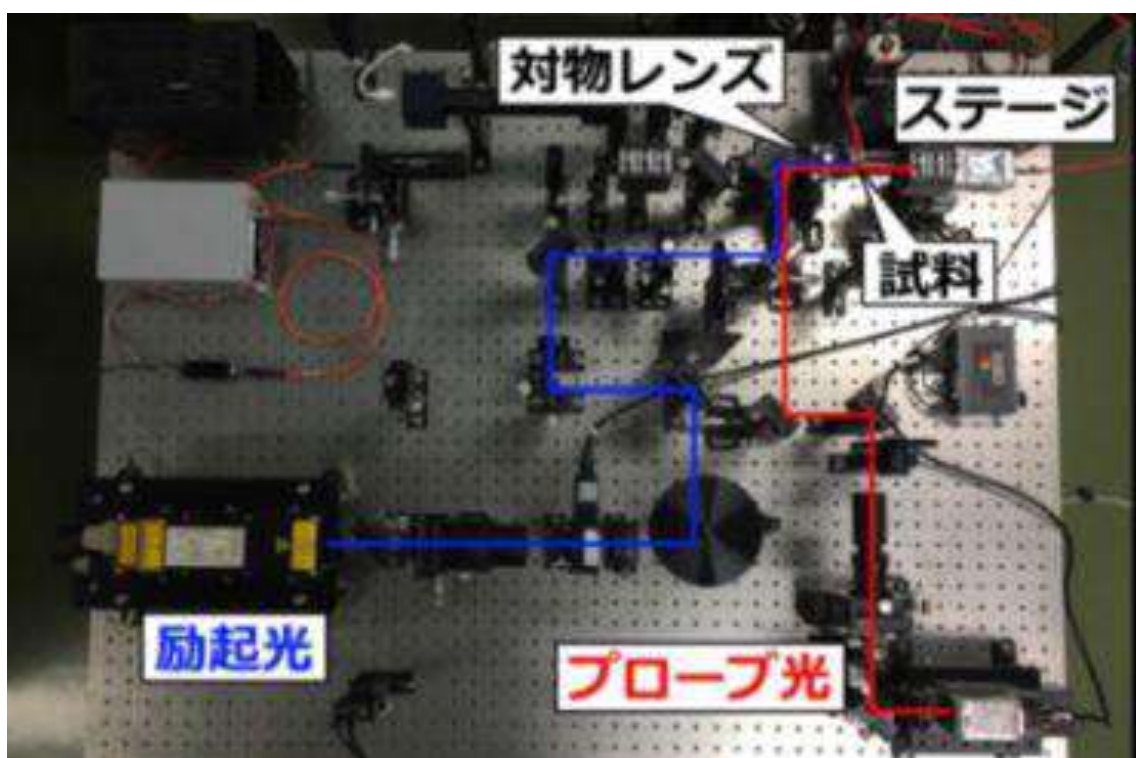 対物レンズ
ステージ
試料
励起光
プローブ光